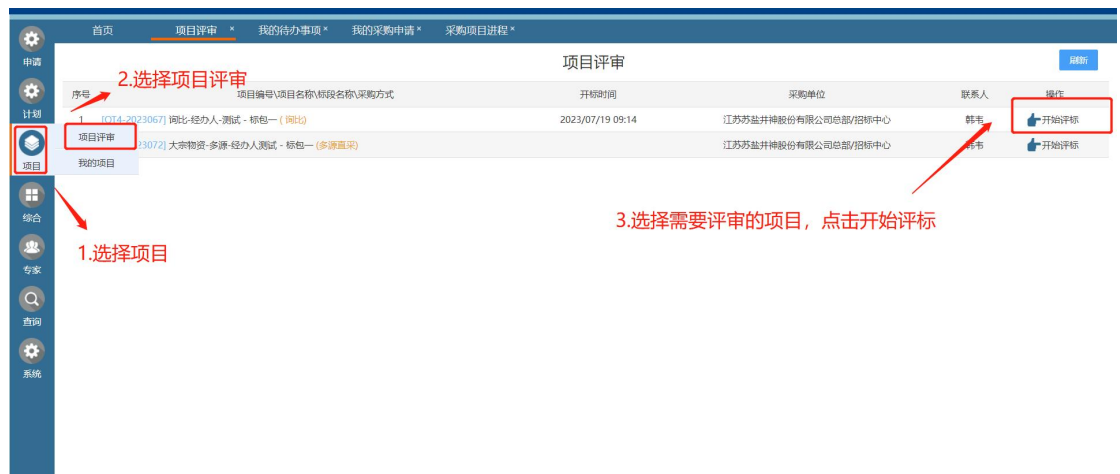 首页 项目评审 × 我的待办事项 × 我的采购申请 × 采购项目进程 ×
申请
项目评审
刷新
2.选择项目评审
序号 项目编号\项目名称\标段名称\采购方式 开标时间 采购单位 联系人 操作
计划
1 [QT4-2023067] 询比-经办人-测试 - 标包一 ( 询比) 2023/07/19 09:14 江苏苏盐井神股份有限公司总部/招标中心 韩韦 开始评标
项目评审
23072] 大宗物资-多源-经办人测试 - 标包一 (多源直采) 江苏苏盐井神股份有限公司总部/招标中心 韩韦 开始评标
项目
我的项目
综合
3.选择需要评审的项目，点击开始评标
1.选择项目
专家
查询
系统